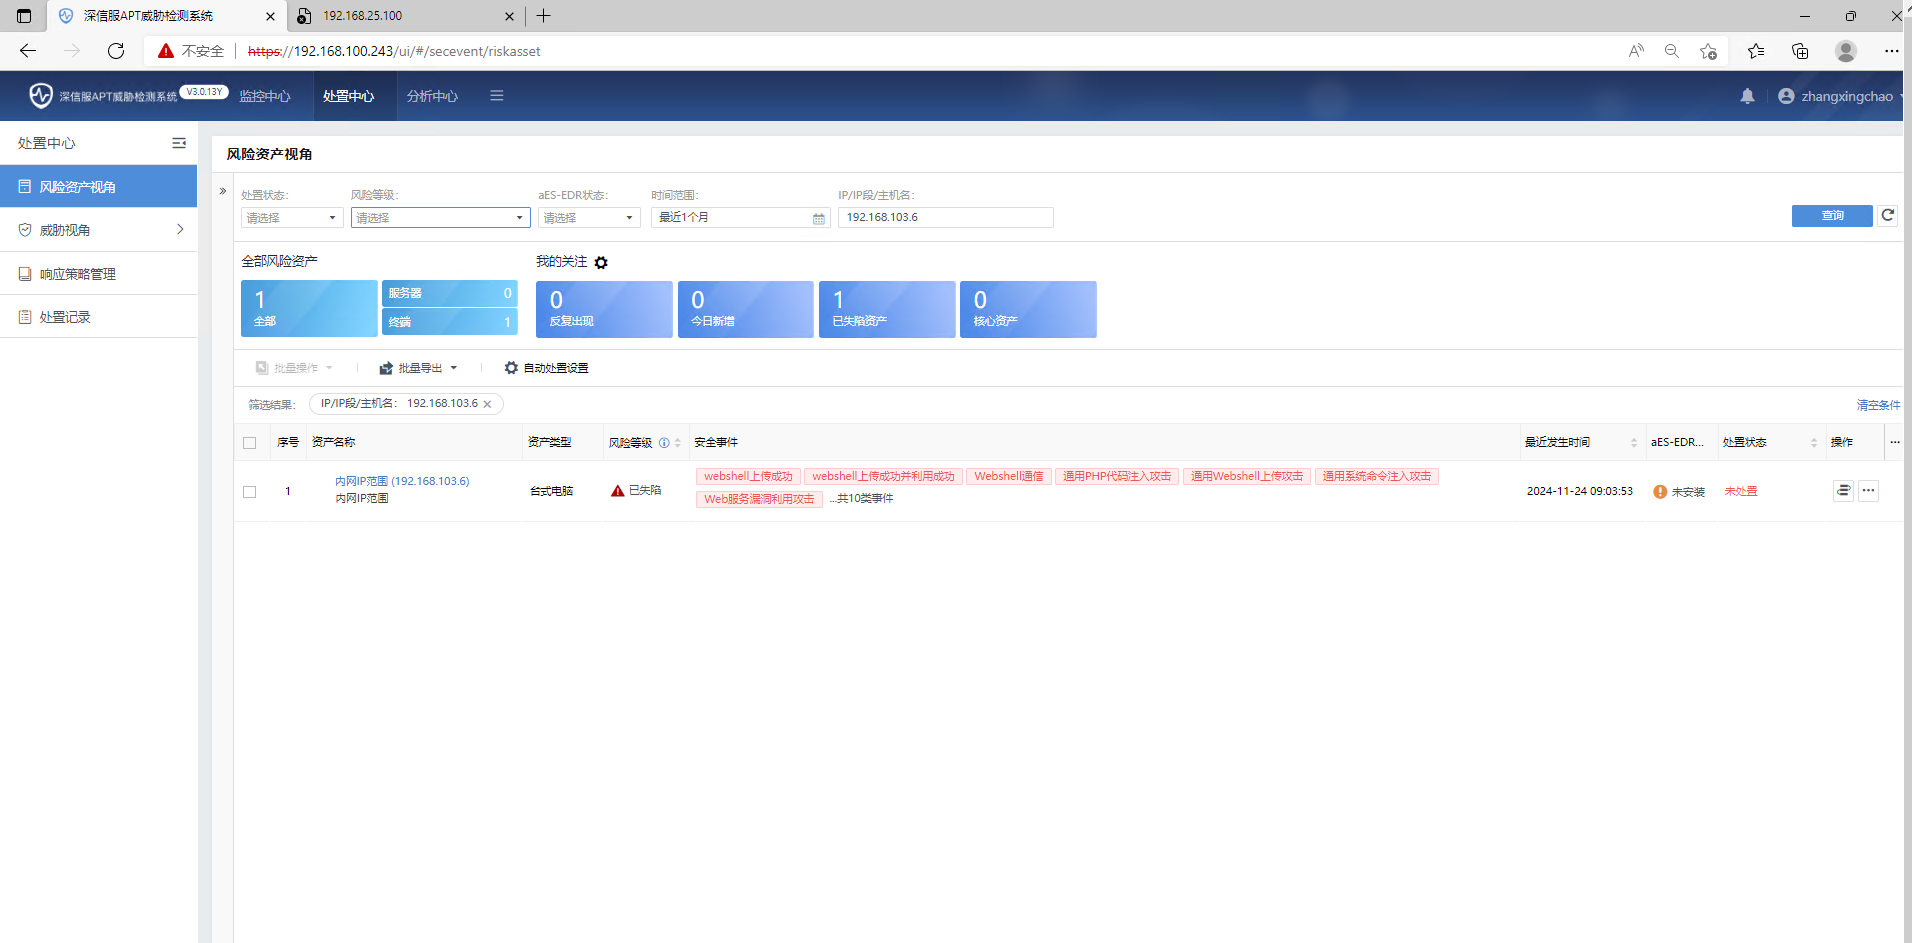 深信服APT威胁检测系统
192.168.25.100
不安全
https://192.168.100.243/ui/#/secevent/riskasset
深信服APT威胁检测系统 V3.0.13Y 监控中心 处置中心 分析中心 zhangxingchao
处置中心
风险资产视角
威胁视角
响应策略管理
处置记录
风险资产视角
处置状态: 风险等级: aES-EDR状态: 时间范围: IP/IP段/主机名:
请选择 请选择 请选择 最近1个月 192.168.103.6 查询
全部风险资产 我的关注
1 全部
服务器 0
终端 1
0 反复出现
0 今日新增
1 已失陷资产
0 核心资产
批量操作 批量导出 自动处置设置
筛选结果: IP/IP段/主机名: 192.168.103.6 清空条件
序号 资产名称 资产类型 风险等级 安全事件 最近发生时间 aES-EDR... 处置状态 操作
1 内网IP范围 (192.168.103.6)
内网IP范围
台式电脑 已失陷
webshell上传成功 webshell上传成功并利用成功 Webshell通信 通用PHP代码注入攻击 通用Webshell上传攻击 通用系统命令注入攻击
Web服务漏洞利用攻击 ...共10类事件
2024-11-24 09:03:53 未安装 未处置